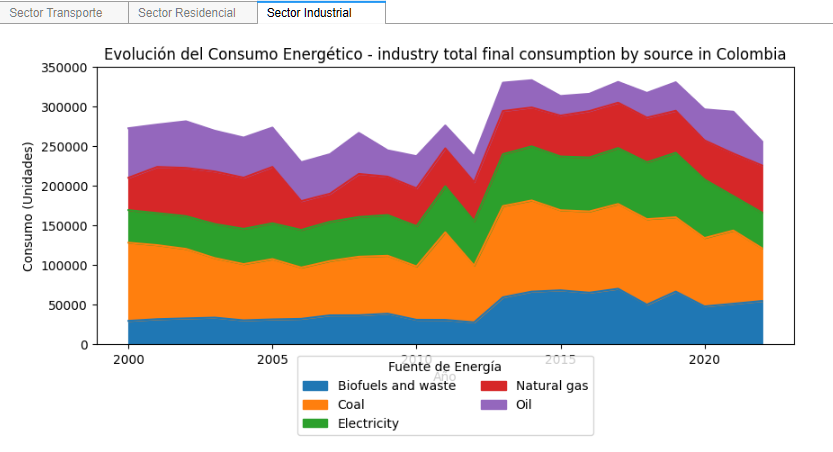 Sector Transporte Sector Residencial Sector Industrial
Evolución del Consumo Energético - industry total final consumption by source in Colombia
Consumo (Unidades)
350000
300000
250000
200000
150000
100000
50000
0
2000 2005 2010 2015 2020
Año
Fuente de Energía
Biofuels and waste Natural gas
Coal Oil
Electricity